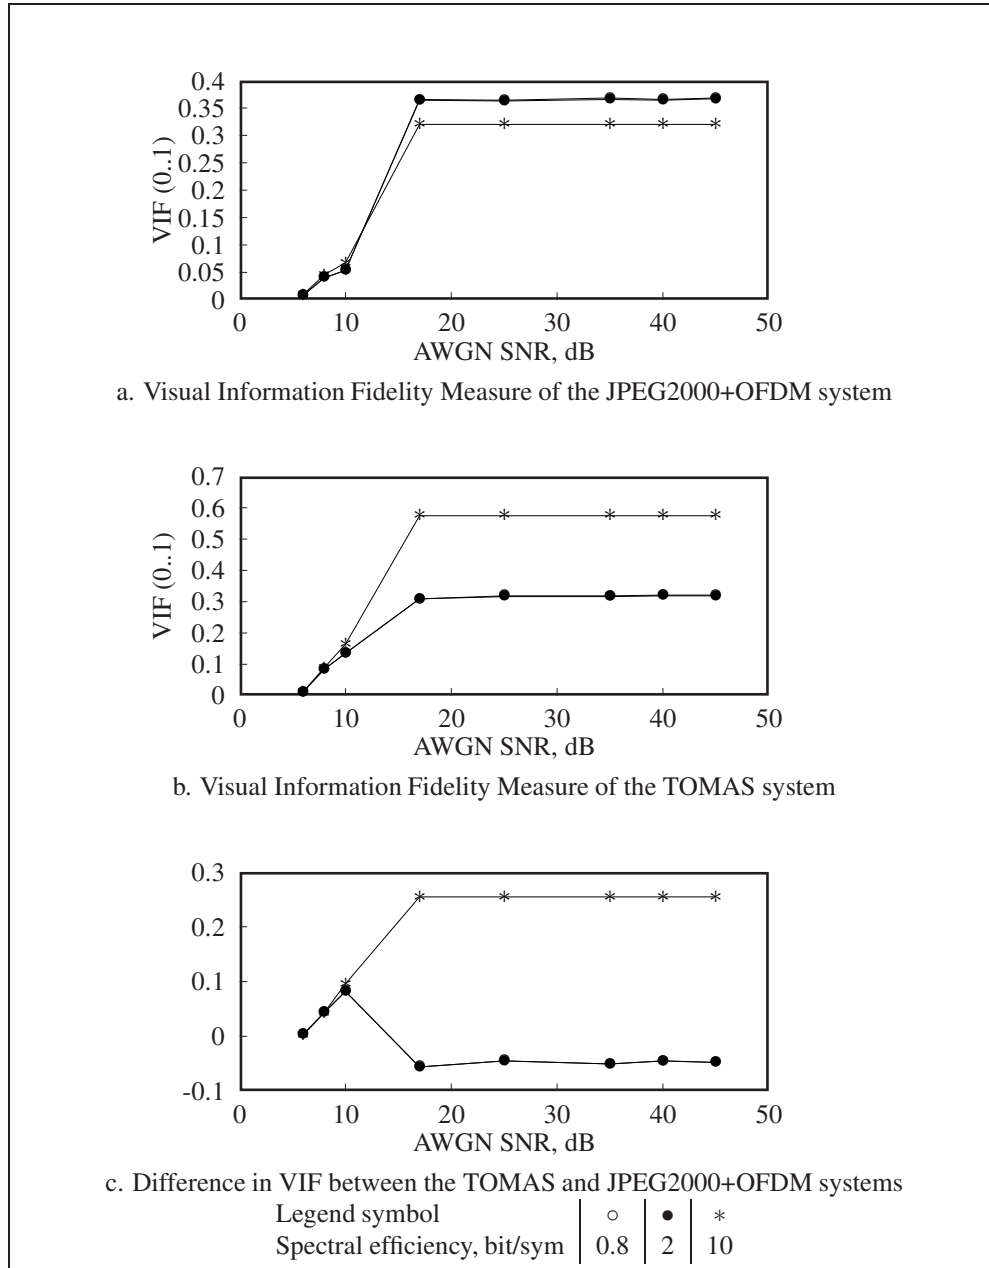 0.4
0.35
0.3
0.25
0.2
0.15
0.1
0.05
0
VIF (0..1)
0 10 20 30 40 50
AWGN SNR, dB
a. Visual Information Fidelity Measure of the JPEG2000+OFDM system
0.7
0.6
0.5
0.4
0.3
0.2
0.1
0
VIF (0..1)
0 10 20 30 40 50
AWGN SNR, dB
b. Visual Information Fidelity Measure of the TOMAS system
0.3
0.2
0.1
0
-0.1
0 10 20 30 40 50
AWGN SNR, dB
c. Difference in VIF between the TOMAS and JPEG2000+OFDM systems
Legend symbol ○ ● *
Spectral efficiency, bit/sym 0.8 2 10